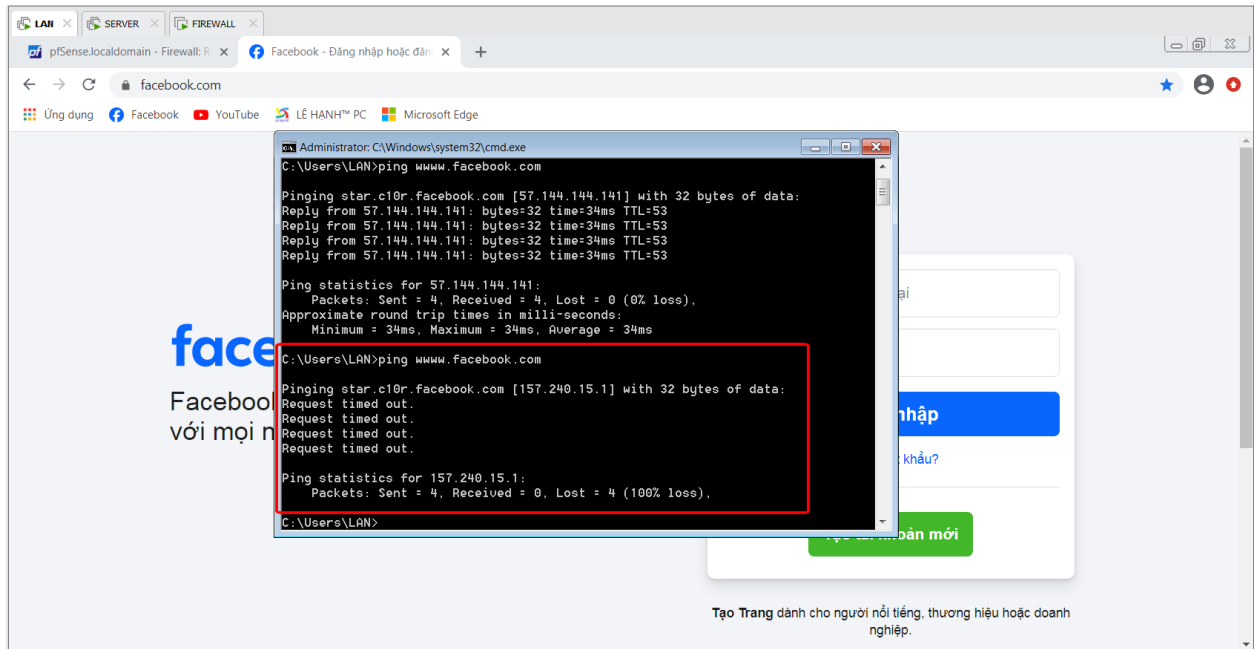 LAN
SERVER
FIREWALL
pfSense.localdomain - Firewall: R
Facebook - Đăng nhập hoặc đăn
facebook.com
Ứng dụng Facebook YouTube LÊ HẠNH™ PC Microsoft Edge
Administrator: C:\Windows\system32\cmd.exe
C:\Users\LAN>ping wwww.facebook.com
Pinging star.c10r.facebook.com [57.144.144.141] with 32 bytes of data:
Reply from 57.144.144.141: bytes=32 time=34ms TTL=53
Reply from 57.144.144.141: bytes=32 time=34ms TTL=53
Reply from 57.144.144.141: bytes=32 time=34ms TTL=53
Reply from 57.144.144.141: bytes=32 time=34ms TTL=53
Ping statistics for 57.144.144.141:
Packets: Sent = 4, Received = 4, Lost = 0 (0% loss),
Approximate round trip times in milli-seconds:
Minimum = 34ms, Maximum = 34ms, Average = 34ms
C:\Users\LAN>ping wwww.facebook.com
Pinging star.c10r.facebook.com [157.240.15.1] with 32 bytes of data:
Request timed out.
Request timed out.
Request timed out.
Request timed out.
Ping statistics for 157.240.15.1:
Packets: Sent = 4, Received = 0, Lost = 4 (100% loss),
C:\Users\LAN>
face
Facebool
với mọi n
ại
nhập
khẩu?
oản mới
Tạo Trang dành cho người nổi tiếng, thương hiệu hoặc doanh
nghiệp.